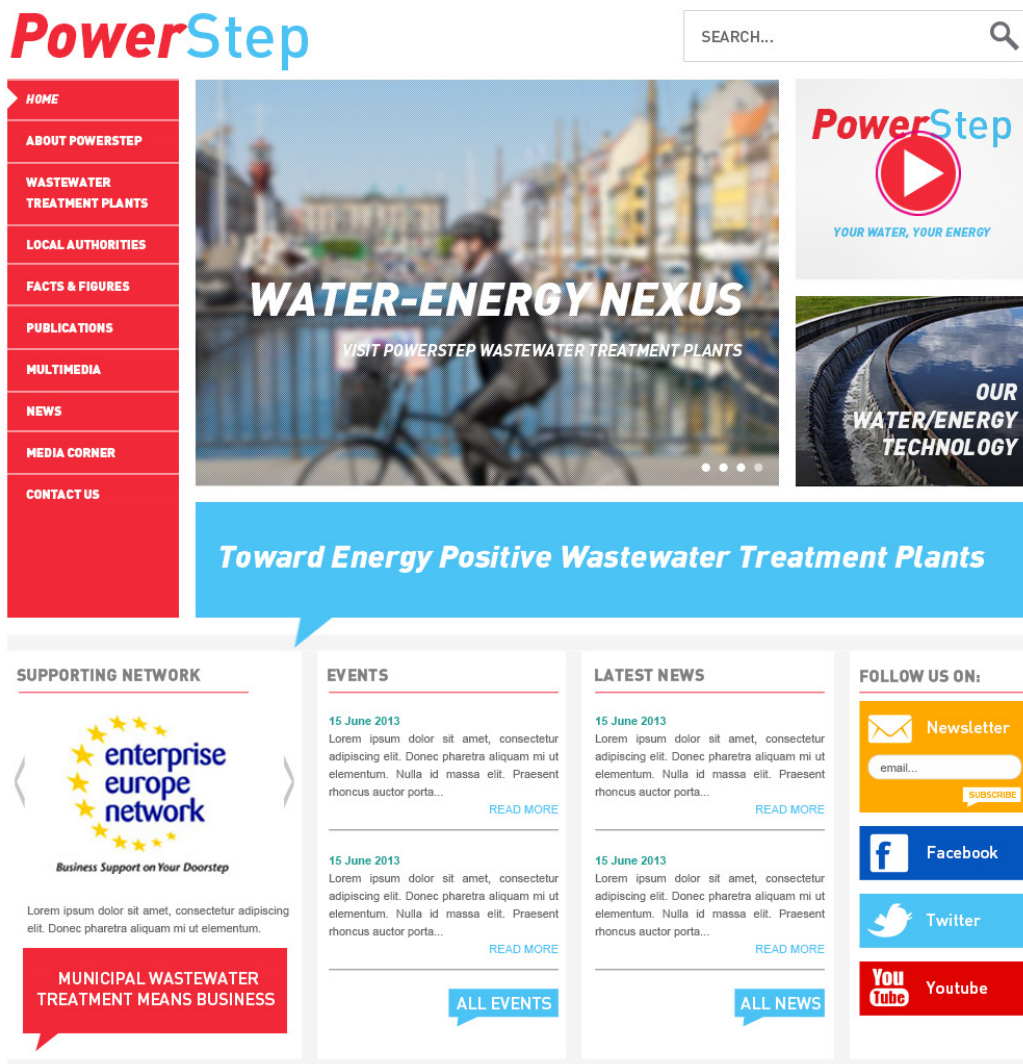 PowerStep
SEARCH...
HOME
ABOUT POWERSTEP
WASTEWATER
TREATMENT PLANTS
LOCAL AUTHORITIES
FACTS & FIGURES
PUBLICATIONS
MULTIMEDIA
NEWS
MEDIA CORNER
CONTACT US
WATER-ENERGY NEXUS
VISIT POWERSTEP WASTEWATER TREATMENT PLANTS
PowerStep
YOUR WATER, YOUR ENERGY
OUR
WATER/ENERGY
TECHNOLOGY
Toward Energy Positive Wastewater Treatment Plants
SUPPORTING NETWORK
enterprise
europe
network
Business Support on Your Doorstep
Lorem ipsum dolor sit amet, consectetur adipiscing
elit. Donec pharetra aliquam mi ut elementum.
MUNICIPAL WASTEWATER
TREATMENT MEANS BUSINESS
EVENTS
15 June 2013
Lorem ipsum dolor sit amet, consectetur
adipiscing elit. Donec pharetra aliquam mi ut
elementum. Nulla id massa elit. Praesent
rhoncus auctor porta...
READ MORE
15 June 2013
Lorem ipsum dolor sit amet, consectetur
adipiscing elit. Donec pharetra aliquam mi ut
elementum. Nulla id massa elit. Praesent
rhoncus auctor porta...
READ MORE
ALL EVENTS
LATEST NEWS
15 June 2013
Lorem ipsum dolor sit amet, consectetur
adipiscing elit. Donec pharetra aliquam mi ut
elementum. Nulla id massa elit. Praesent
rhoncus auctor porta...
READ MORE
15 June 2013
Lorem ipsum dolor sit amet, consectetur
adipiscing elit. Donec pharetra aliquam mi ut
elementum. Nulla id massa elit. Praesent
rhoncus auctor porta...
READ MORE
ALL NEWS
FOLLOW US ON:
Newsletter
email...
SUBSCRIBE
f
Facebook
Twitter
You
Tube
Youtube